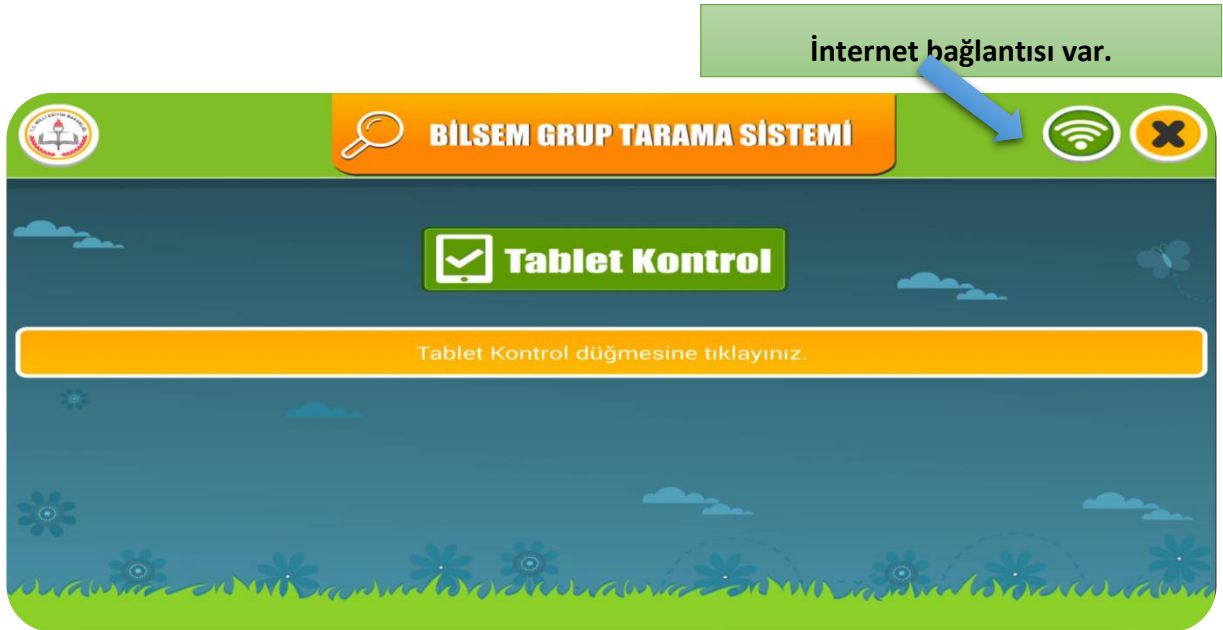 İnternet bağlantısı var.
BİLSEM GRUP TARAMA SİSTEMİ
Tablet Kontrol
Tablet Kontrol düğmesine tıklayınız.